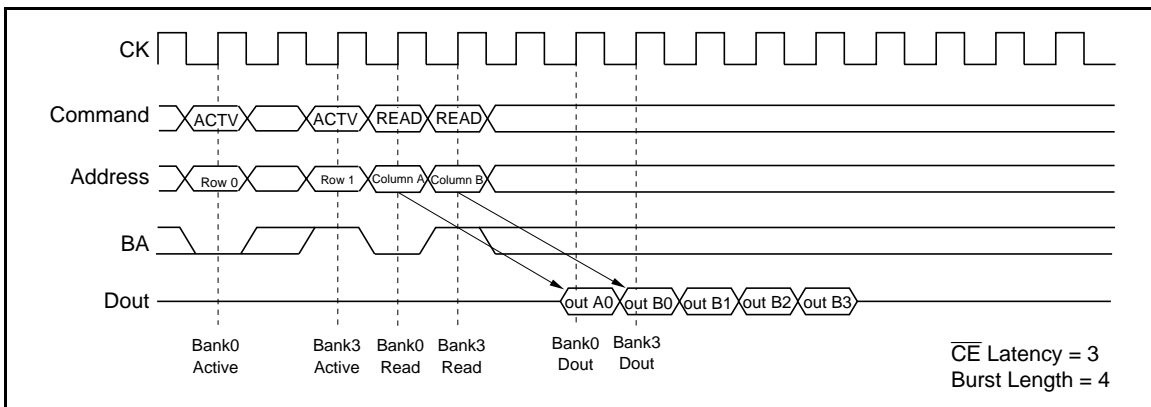 CK
Command ACTV ACTV READ READ
Address Row 0 Row 1 Column A Column B
BA
Dout out A0 out B0 out B1 out B2 out B3
Bank0 Active
Bank3 Active
Bank0 Read
Bank3 Read
Bank0 Dout
Bank3 Dout
CE Latency = 3
Burst Length = 4